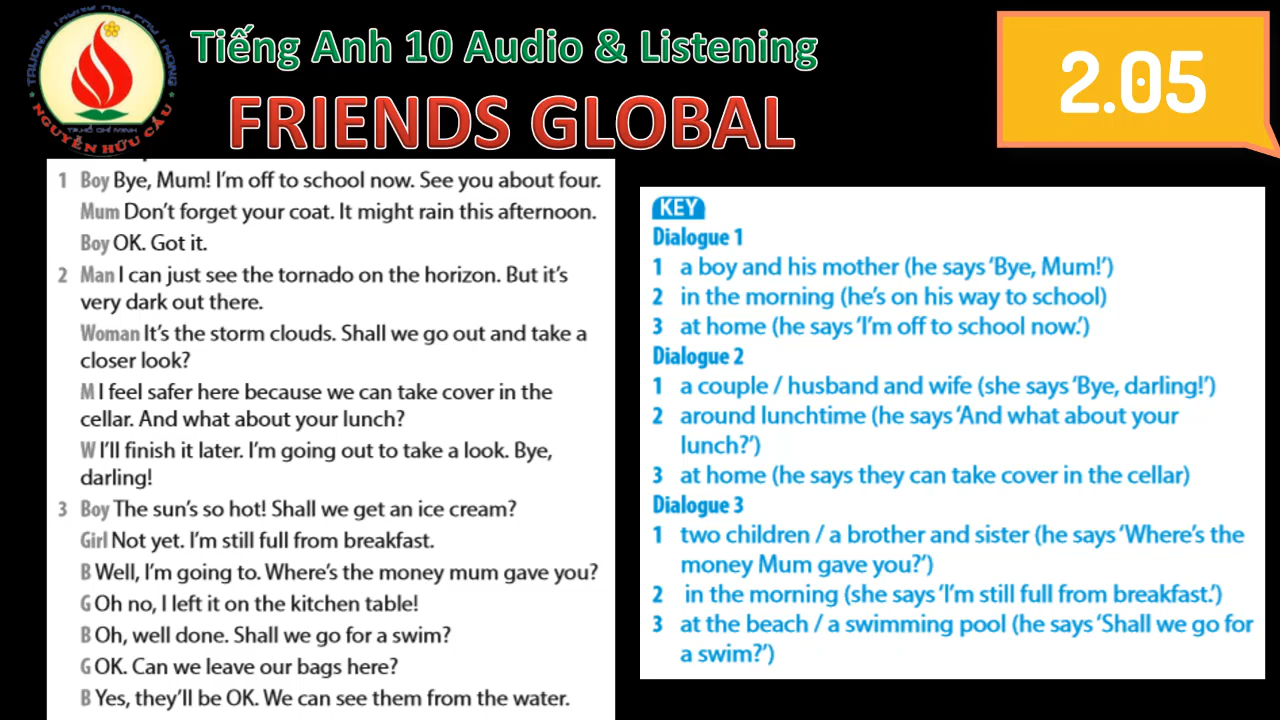 TRƯỜNG TRUNG HỌC PHỔ THÔNG
TP.HỒ CHÍ MINH
NGUYỄN HỮU CẦU
Tiếng Anh 10 Audio & Listening
FRIENDS GLOBAL
2.05
1 Boy Bye, Mum! I'm off to school now. See you about four.
Mum Don't forget your coat. It might rain this afternoon.
Boy OK. Got it.
2 Man I can just see the tornado on the horizon. But it's
very dark out there.
Woman It's the storm clouds. Shall we go out and take a
closer look?
M I feel safer here because we can take cover in the
cellar. And what about your lunch?
W I'll finish it later. I'm going out to take a look. Bye,
darling!
3 Boy The sun's so hot! Shall we get an ice cream?
Girl Not yet. I'm still full from breakfast.
B Well, I'm going to. Where's the money mum gave you?
G Oh no, I left it on the kitchen table!
B Oh, well done. Shall we go for a swim?
G OK. Can we leave our bags here?
B Yes, they'll be OK. We can see them from the water.
KEY
Dialogue 1
1 a boy and his mother (he says 'Bye, Mum!')
2 in the morning (he's on his way to school)
3 at home (he says 'I'm off to school now.')
Dialogue 2
1 a couple / husband and wife (she says 'Bye, darling!')
2 around lunchtime (he says 'And what about your
lunch?')
3 at home (he says they can take cover in the cellar)
Dialogue 3
1 two children / a brother and sister (he says 'Where's the
money Mum gave you?')
2 in the morning (she says 'I'm still full from breakfast.')
3 at the beach / a swimming pool (he says 'Shall we go for
a swim?')